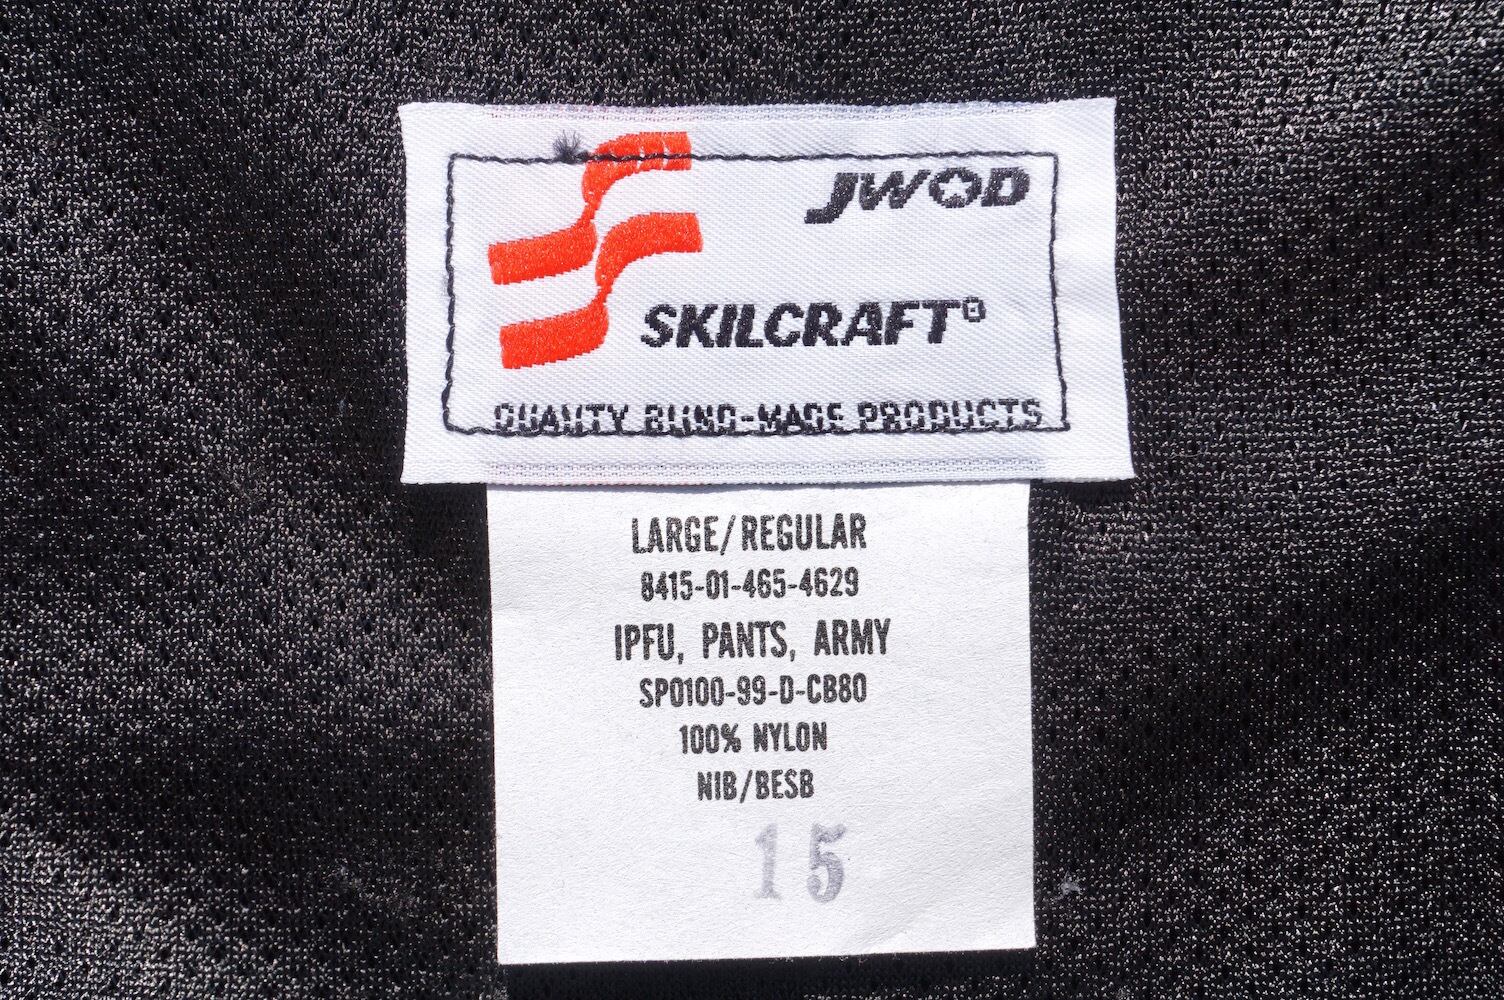 JWOD
SKILCRAFT®
QUALITY BLIND-MADE PRODUCTS
LARGE/REGULAR
8415-01-465-4629
IPFU, PANTS, ARMY
SPO100-99-D-CB80
100% NYLON
NIB/BESB
15